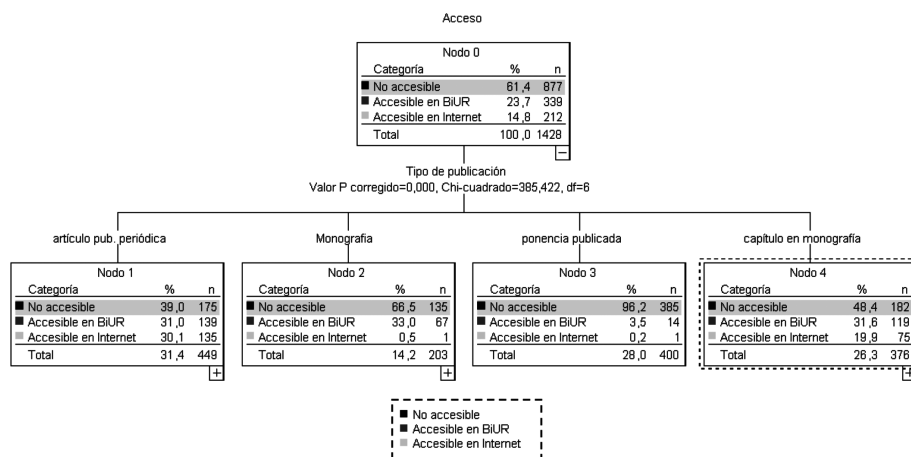 Acceso
Nodo 0
Categoría % n
No accesible 61,4 877
Accesible en BiUR 23,7 339
Accesible en Internet 14,8 212
Total 100,0 1428
Tipo de publicación
Valor P corregido=0,000, Chi-cuadrado=385,422, df=6
artículo pub. periódica
Nodo 1
Categoría % n
No accesible 39,0 175
Accesible en BiUR 31,0 139
Accesible en Internet 30,1 135
Total 31,4 449
Monografia
Nodo 2
Categoría % n
No accesible 66,5 135
Accesible en BiUR 33,0 67
Accesible en Internet 0,5 1
Total 14,2 203
ponencia publicada
Nodo 3
Categoría % n
No accesible 96,2 385
Accesible en BiUR 3,5 14
Accesible en Internet 0,2 1
Total 28,0 400
capítulo en monografía
Nodo 4
Categoría % n
No accesible 48,4 182
Accesible en BiUR 31,6 119
Accesible en Internet 19,9 75
Total 26,3 376
No accesible
Accesible en BiUR
Accesible en Internet